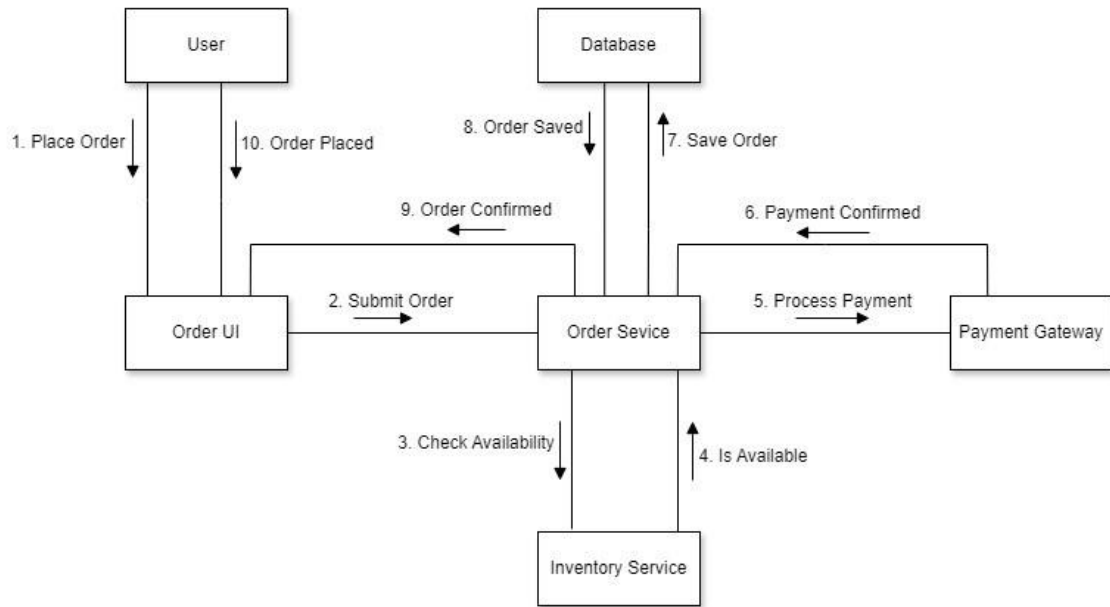 User
Database
1. Place Order
10. Order Placed
8. Order Saved
7. Save Order
9. Order Confirmed
6. Payment Confirmed
Order UI
2. Submit Order
Order Sevice
5. Process Payment
Payment Gateway
3. Check Availability
4. Is Available
Inventory Service